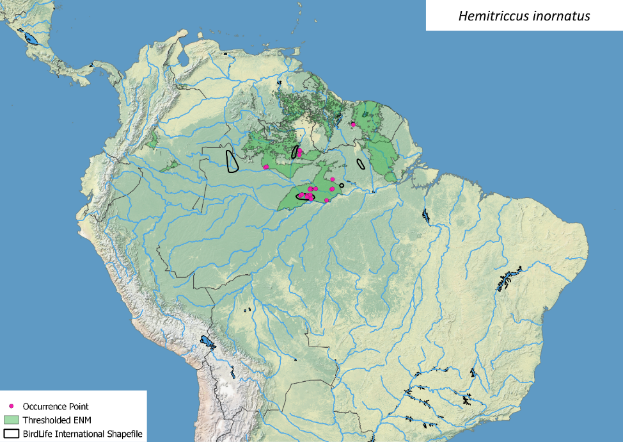 Hemitriccus inornatus
Occurrence Point
Thresholded ENM
BirdLife International Shapefile